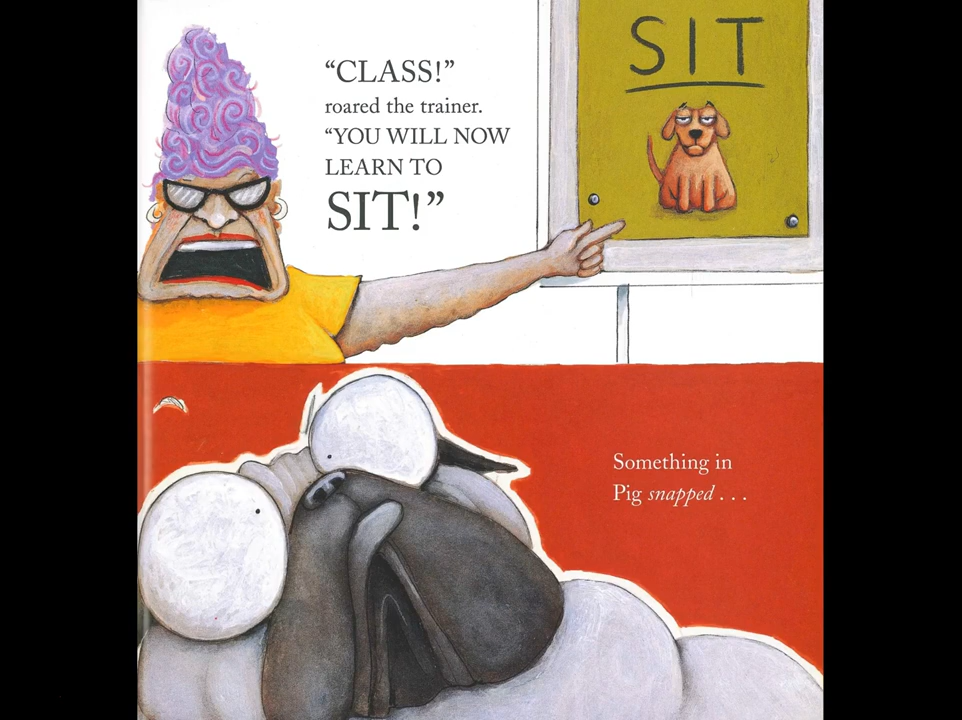 “CLASS!”
roared the trainer.
“YOU WILL NOW
LEARN TO
SIT!”
SIT
Something in
Pig snapped . . .